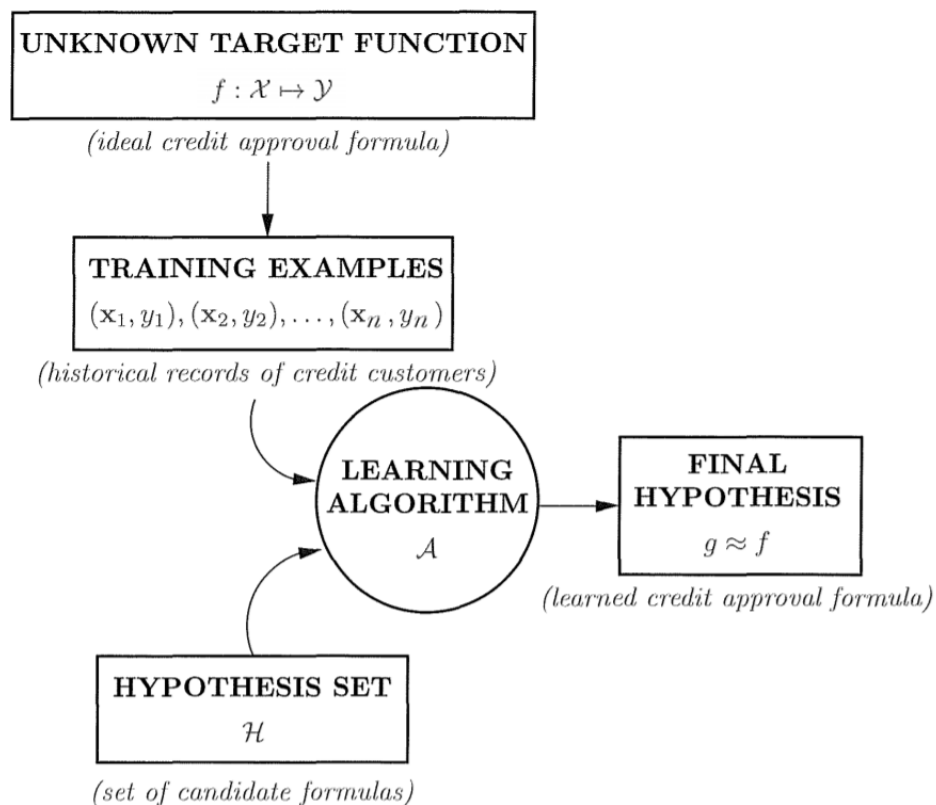 UNKNOWN TARGET FUNCTION
f : 𝒳 ↦ 𝒴
(ideal credit approval formula)
TRAINING EXAMPLES
(x₁, y₁), (x₂, y₂), . . . , (xₙ, yₙ)
(historical records of credit customers)
LEARNING
ALGORITHM
𝒜
FINAL
HYPOTHESIS
g ≈ f
(learned credit approval formula)
HYPOTHESIS SET
ℋ
(set of candidate formulas)